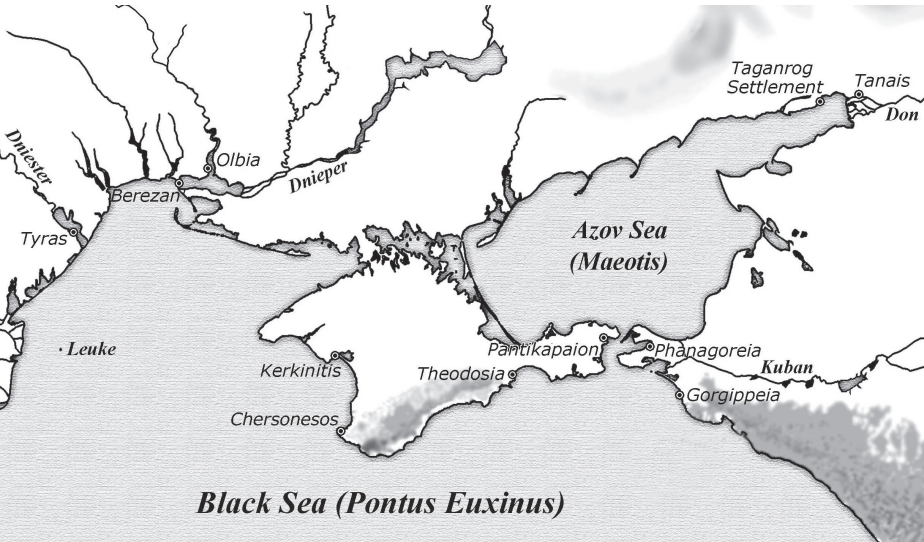 Taganrog
Settlement
Tanais
Don
Dniester
Olbia
Dnieper
Berezan
Tyras
Azov Sea
(Maeotis)
Leuke
Pantikapaion
Phanagoreia
Kerkinitis
Theodosia
Kuban
Gorgippeia
Chersonesos
Black Sea (Pontus Euxinus)